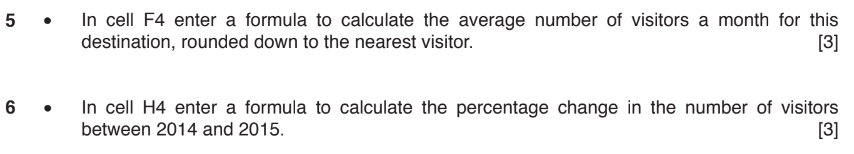 5 • In cell F4 enter a formula to calculate the average number of visitors a month for this
destination, rounded down to the nearest visitor. [3]
6 • In cell H4 enter a formula to calculate the percentage change in the number of visitors
between 2014 and 2015. [3]